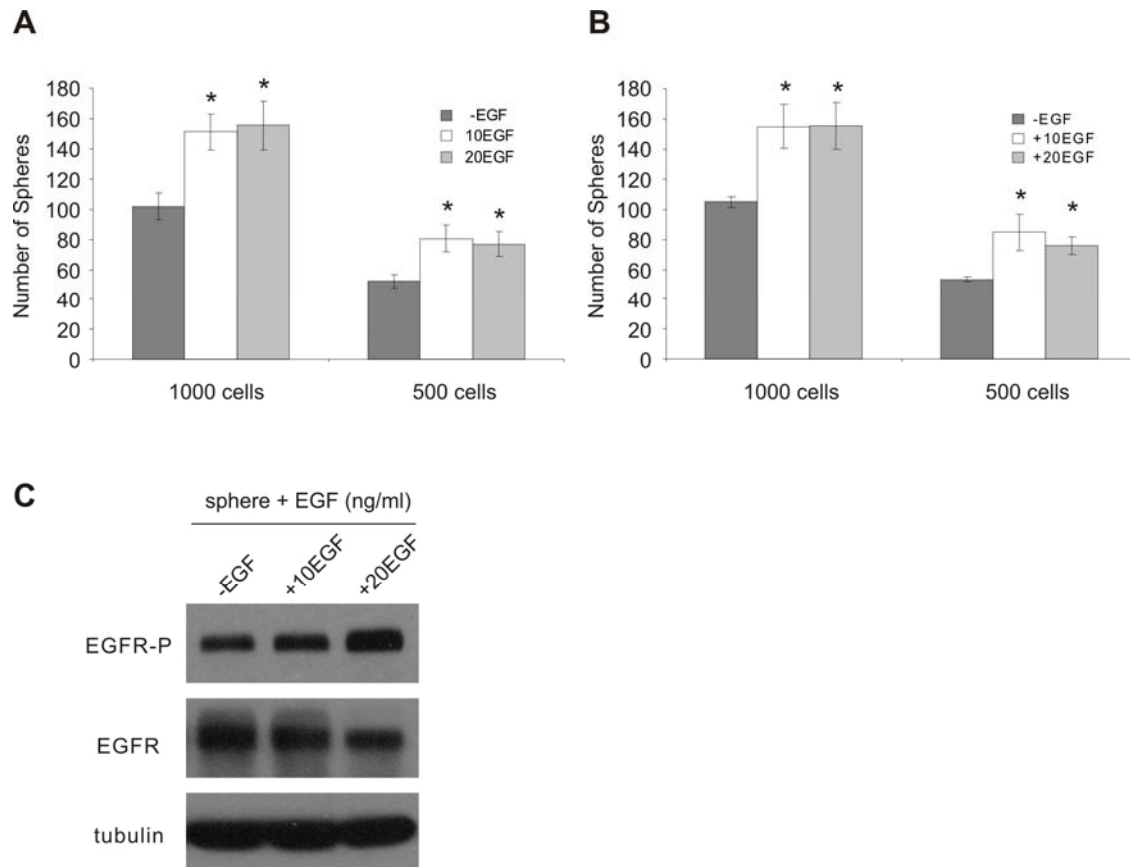 A
180
160
140
120
100
80
60
40
20
0
Number of Spheres
* *
* *
-EGF
10EGF
20EGF
1000 cells 500 cells
B
180
160
140
120
100
80
60
40
20
0
Number of Spheres
* *
* *
-EGF
+10EGF
+20EGF
1000 cells 500 cells
C
sphere + EGF (ng/ml)
-EGF +10EGF +20EGF
EGFR-P
EGFR
tubulin